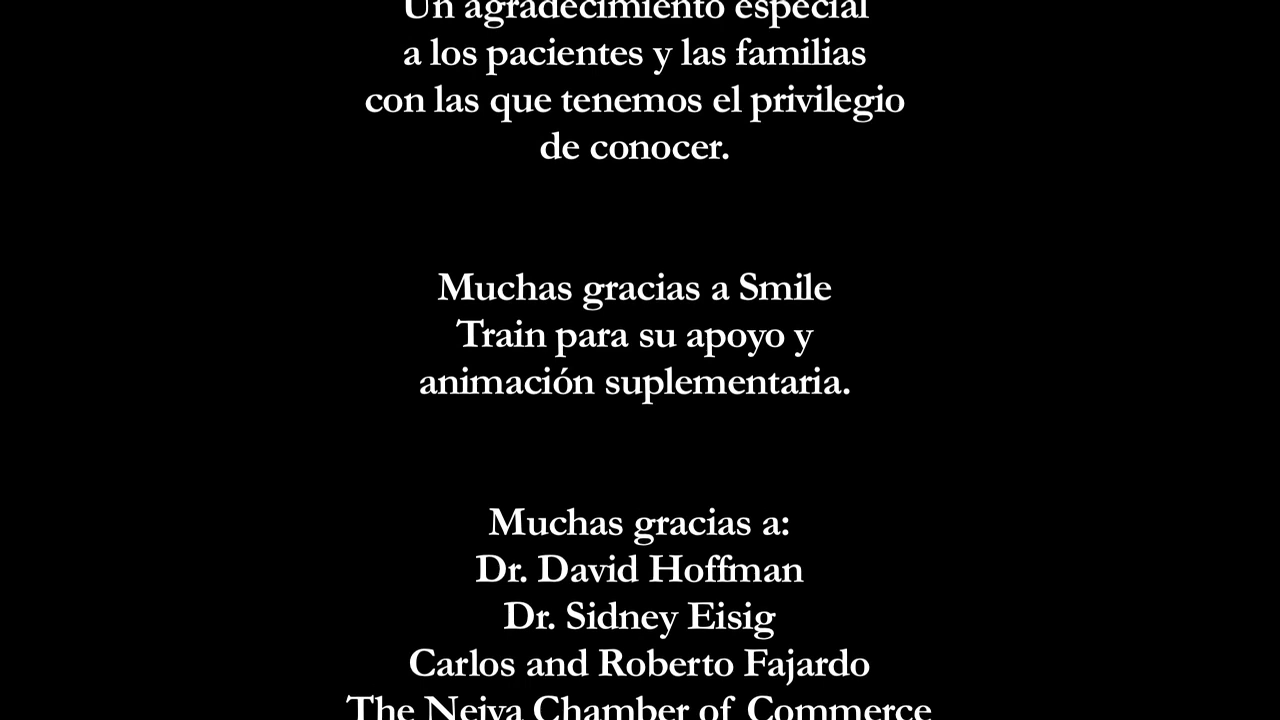 Un agradecimiento especial
a los pacientes y las familias
con las que tenemos el privilegio
de conocer.
Muchas gracias a Smile
Train para su apoyo y
animación suplementaria.
Muchas gracias a:
Dr. David Hoffman
Dr. Sidney Eisig
Carlos and Roberto Fajardo
The Neiva Chamber of Commerce